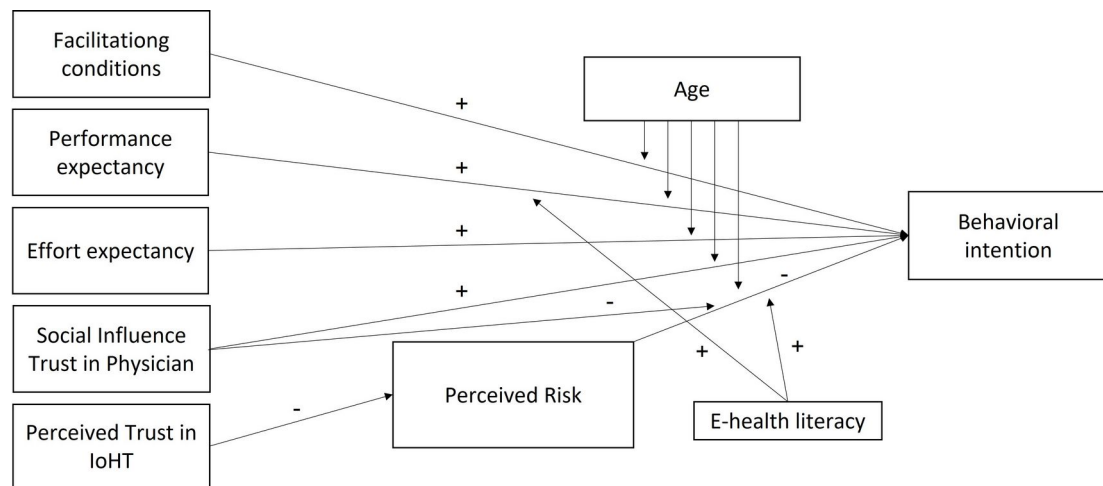 Facilitationg
conditions
Age
+
Performance
expectancy
+
Effort expectancy
+
Behavioral
intention
-
Social Influence
Trust in Physician
+
-
Perceived Risk
+
+
Perceived Trust in
IoHT
-
E-health literacy